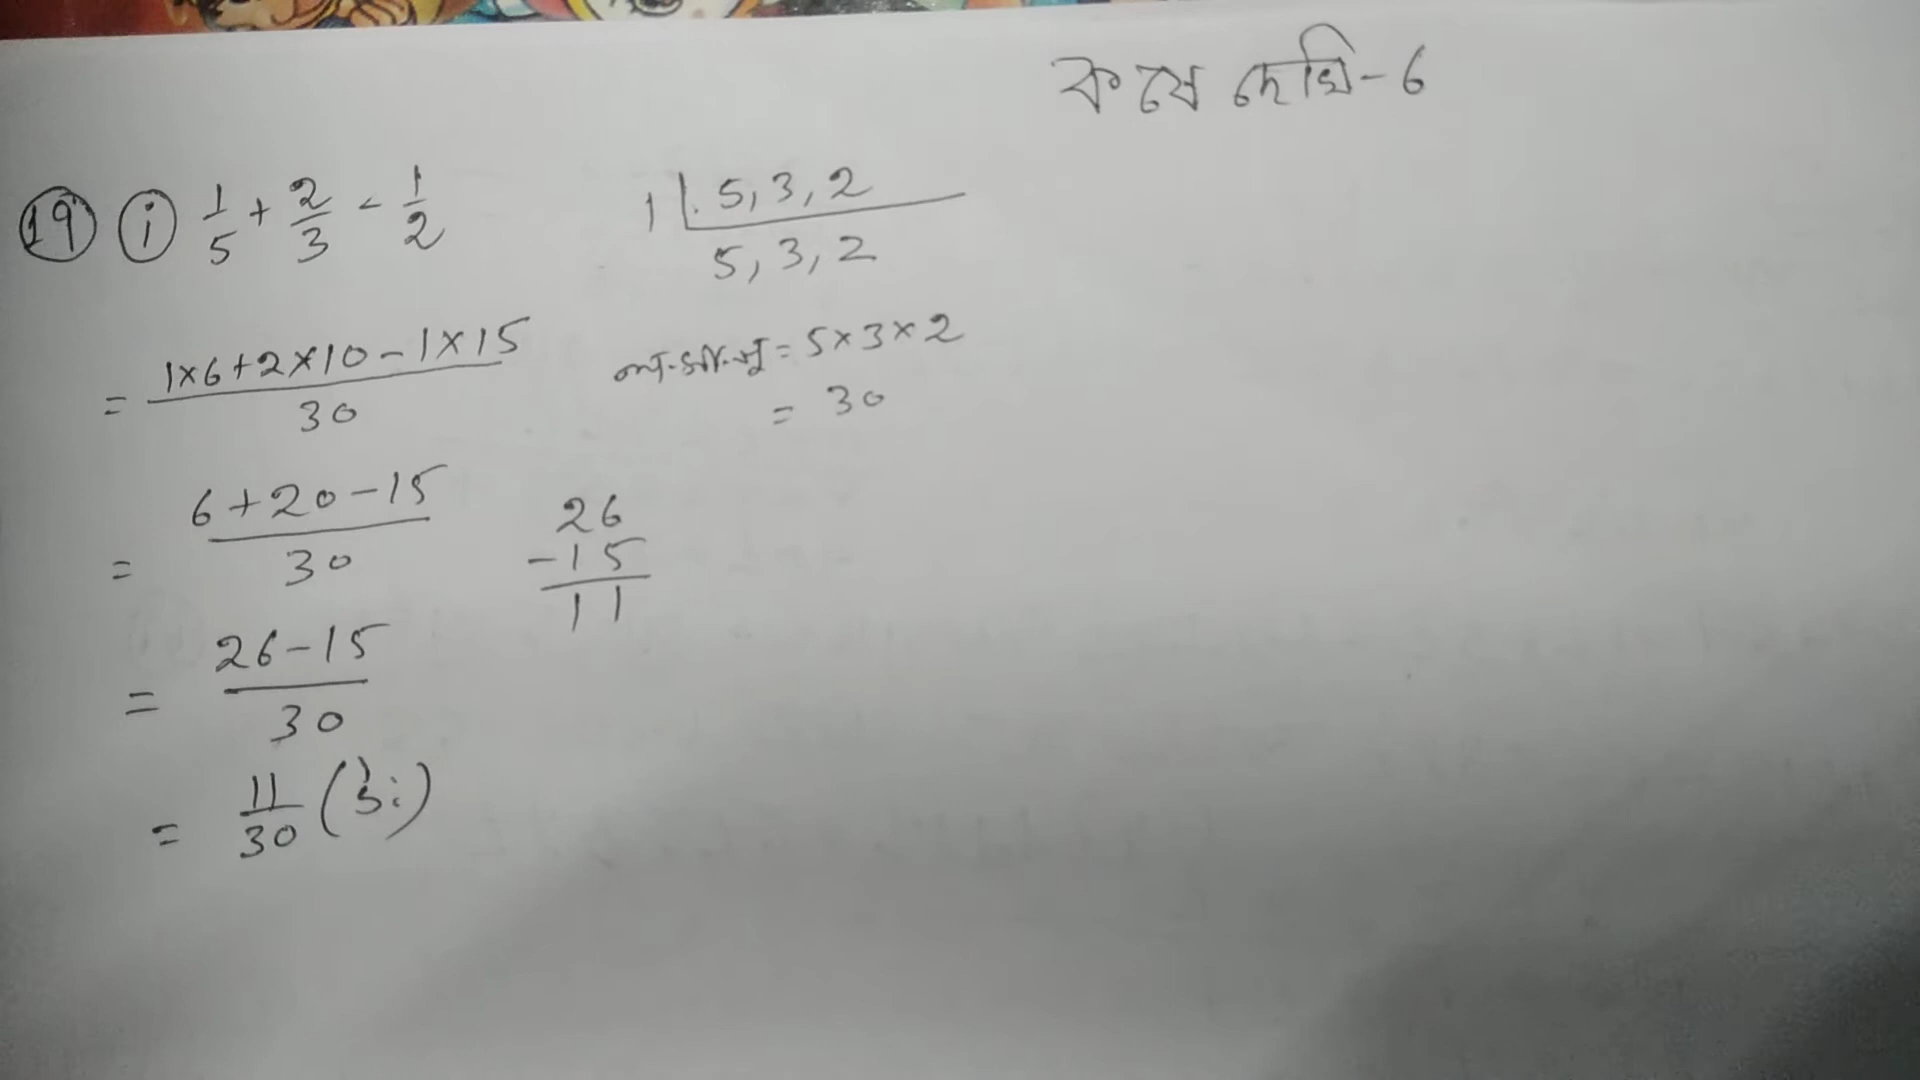 কষে দেখি-6
19 i 1/5 + 2/3 - 1/2
= 1×6+2×10-1×15 / 30
= 6+20-15 / 30
= 26-15 / 30
= 11/30 (উঃ)
1 | 5, 3, 2
5, 3, 2
ল.সা.গু = 5×3×2
= 30
26
-15
11